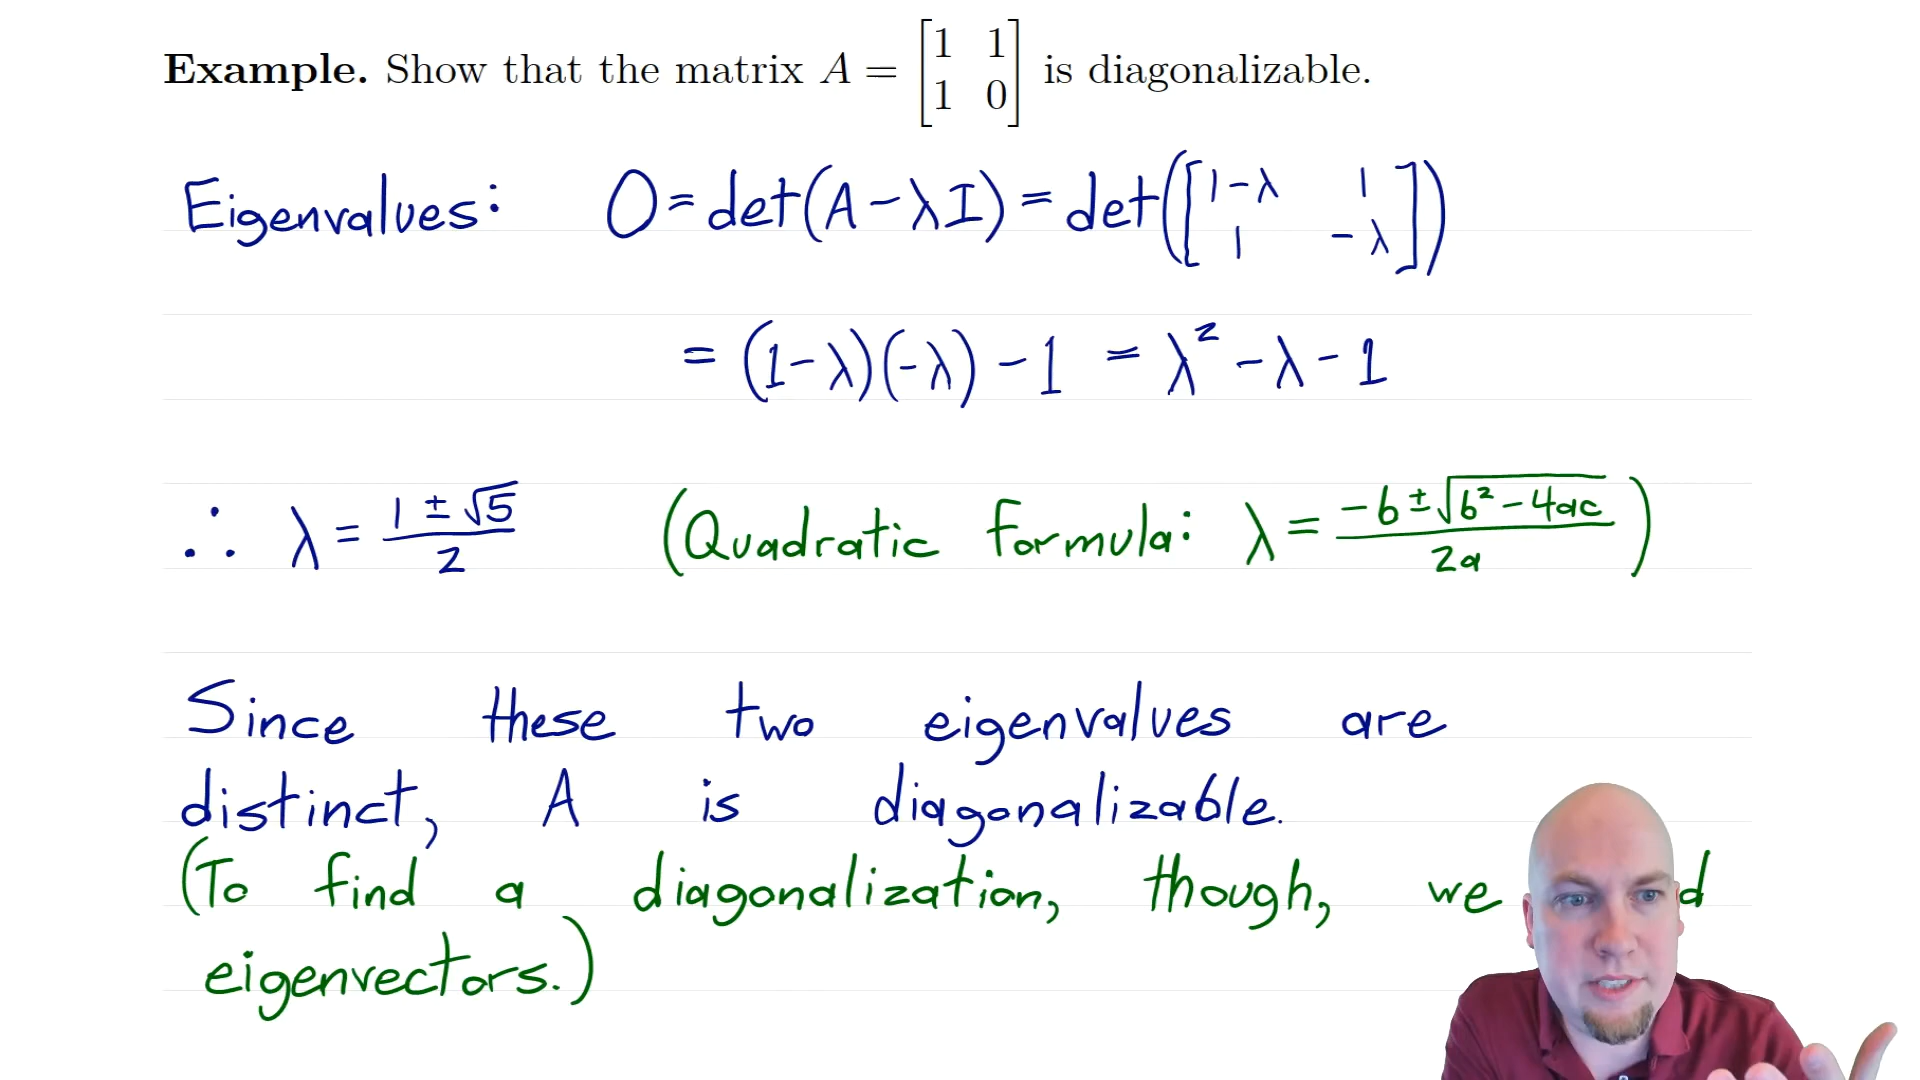 Example. Show that the matrix A = [1 1; 1 0] is diagonalizable.
Eigenvalues: 0 = det(A − λI) = det([1−λ 1; 1 −λ])
= (1−λ)(−λ) − 1 = λ² − λ − 1
∴ λ = (1 ± √5)/2 (Quadratic formula: λ = (−b ± √(b² − 4ac))/(2a))
Since these two eigenvalues are
distinct, A is diagonalizable.
(To find a diagonalization, though, we
eigenvectors.)